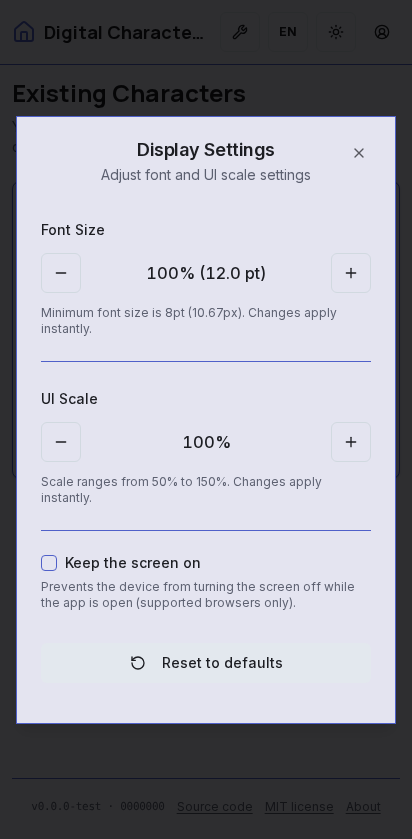 Digital Characte...
EN
Existing Characters
Display Settings
Adjust font and UI scale settings
Font Size
100% (12.0 pt)
Minimum font size is 8pt (10.67px). Changes apply
instantly.
UI Scale
100%
Scale ranges from 50% to 150%. Changes apply
instantly.
Keep the screen on
Prevents the device from turning the screen off while
the app is open (supported browsers only).
Reset to defaults
v0.8.0-test · 0000000 Source code MIT license About